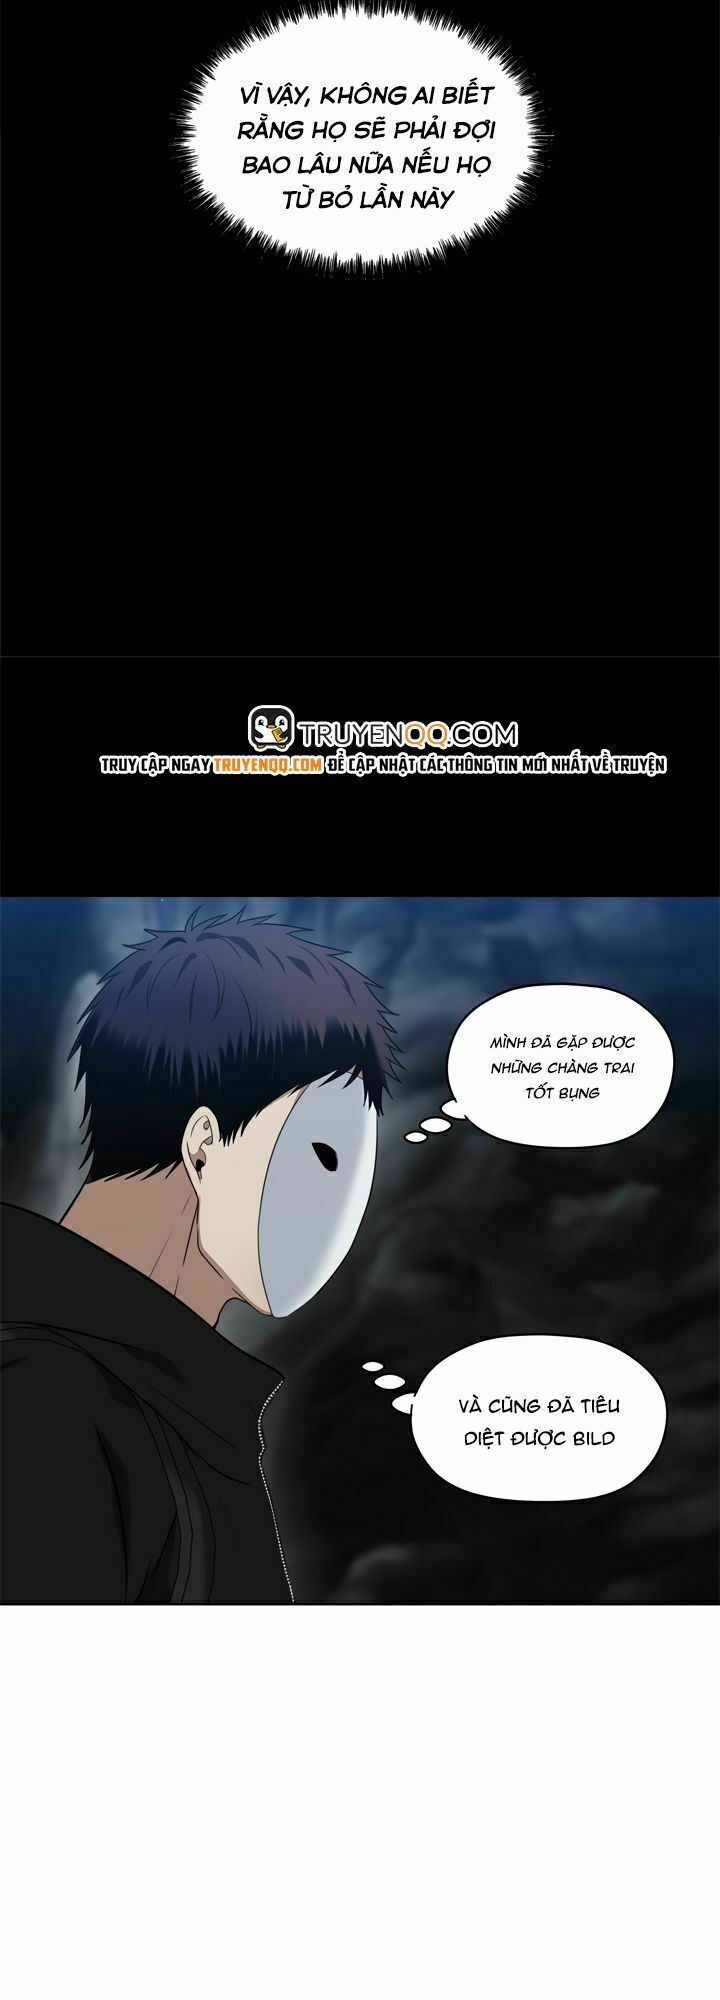 VÌ VẬY, KHÔNG AI BIẾT
RẰNG HỌ SẼ PHẢI ĐỢI
BAO LÂU NỮA NẾU HỌ
TỪ BỎ LẦN NÀY
TRUYENQQ.COM
TRUY CẬP NGAY TRUYENQQ.COM ĐỂ CẬP NHẬT CÁC THÔNG TIN MỚI NHẤT VỀ TRUYỆN
MÌNH ĐÃ GẶP ĐƯỢC
NHỮNG CHÀNG TRAI
TỐT BỤNG
VÀ CŨNG ĐÃ TIÊU
DIỆT ĐƯỢC BILD